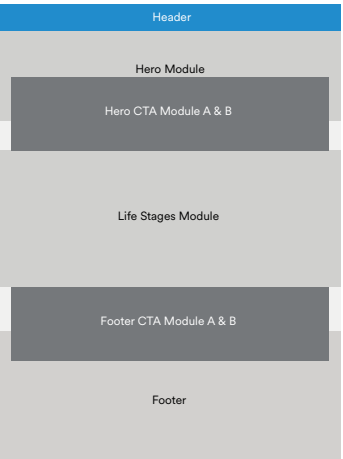 Header
Hero Module
Hero CTA Module A & B
Life Stages Module
Footer CTA Module A & B
Footer